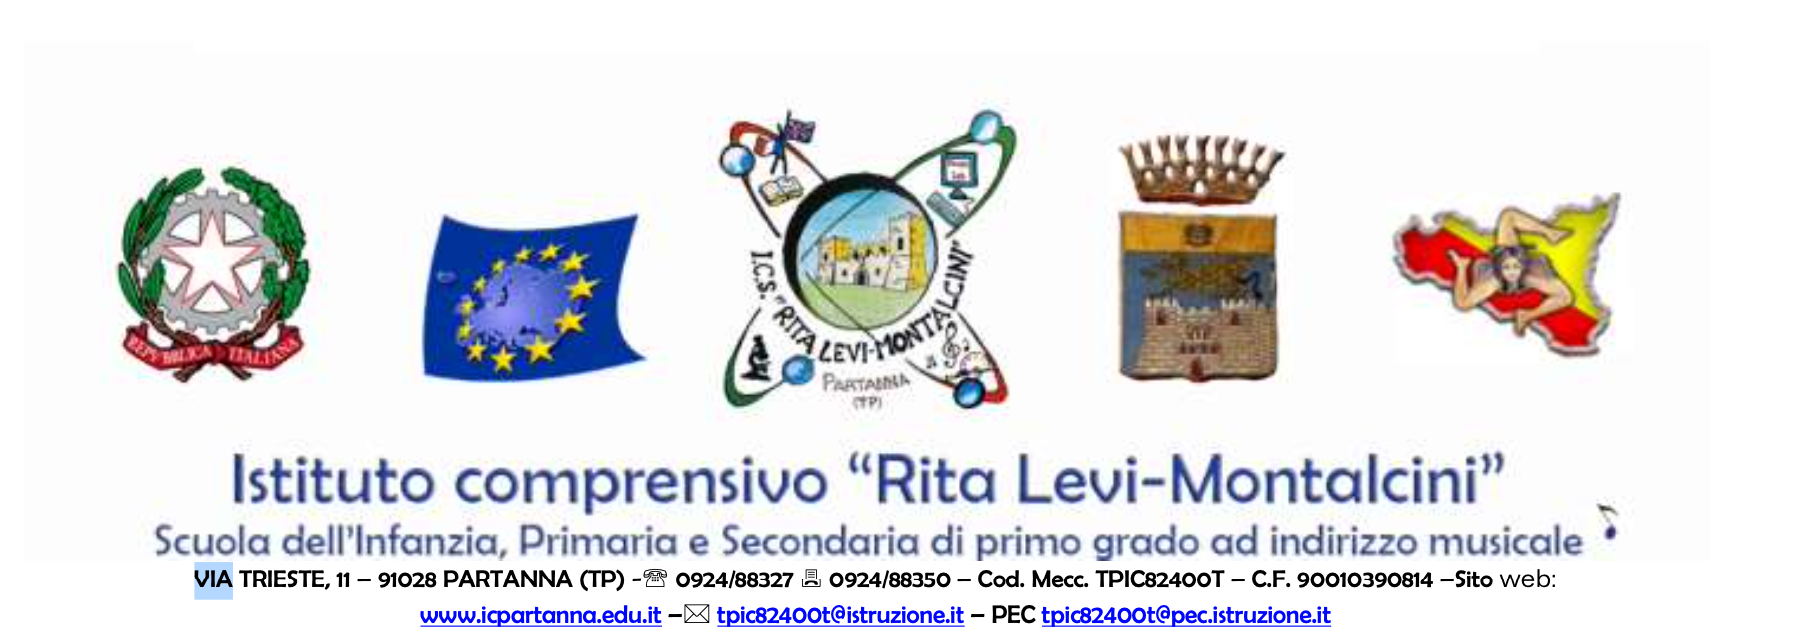 REPVBBLICA ITALIANA
I.C.S. "RITA LEVI-MONTALCINI"
PARTANNA
(TP)
Istituto comprensivo “Rita Levi-Montalcini”
Scuola dell’Infanzia, Primaria e Secondaria di primo grado ad indirizzo musicale
VIA TRIESTE, 11 – 91028 PARTANNA (TP) -☏ 0924/88327 🖷 0924/88350 – Cod. Mecc. TPIC82400T – C.F. 90010390814 –Sito web:
www.icpartanna.edu.it –✉ tpic82400t@istruzione.it – PEC tpic82400t@pec.istruzione.it